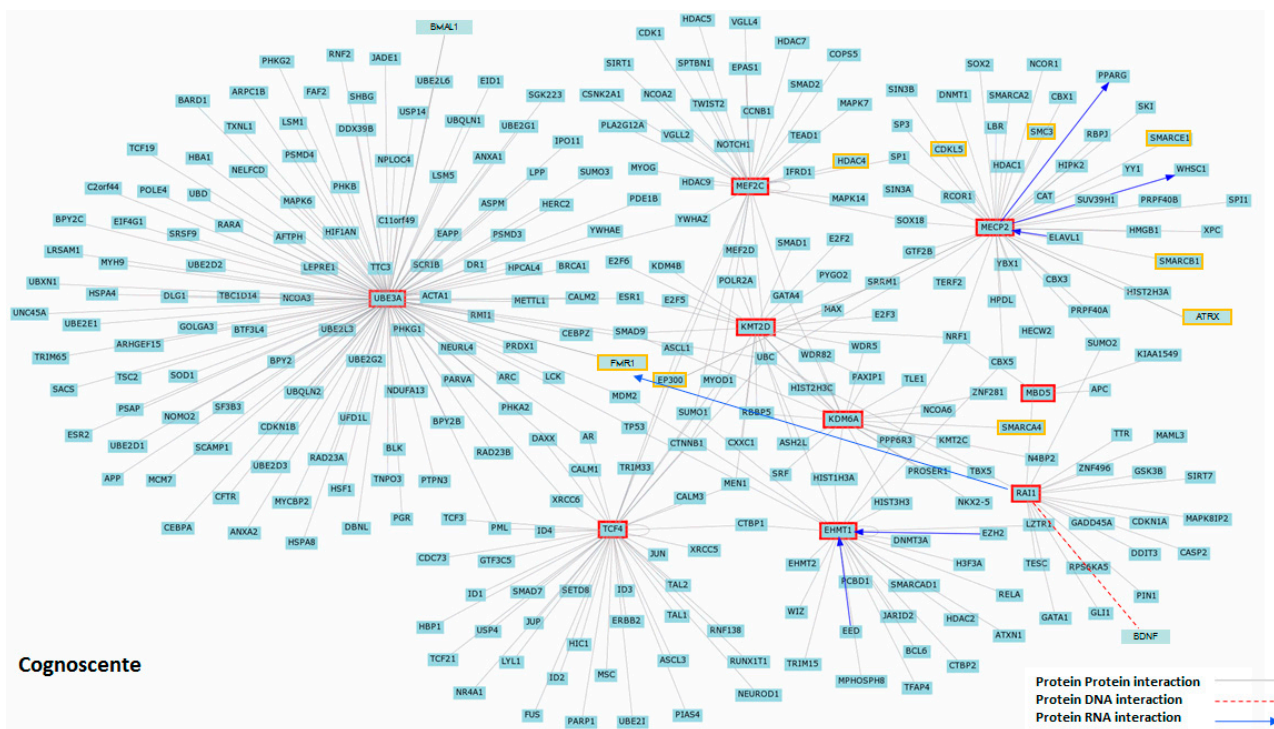 BMAL1
HDAC5
VGLL4
CDK1
HDAC7
COPS5
PHKG2
RNF2
JADE1
SIRT1
SPTBN1
EPAS1
SOX2
NCOR1
PPARG
UBE2L6
EID1
SMAD2
BARD1
ARPC1B
FAF2
SHBG
SGK223
CSNK2A1
NCOA2
TWIST2
CCNB1
MAPK7
SIN3B
DNMT1
SMARCA2
CBX1
SKI
USP14
UBQLN1
UBE2G1
PLA2G12A
VGLL2
TEAD1
SP3
LBR
SMC3
RBPJ
SMARCE1
TXNL1
LSM1
DDX39B
IPO11
NOTCH1
CDKL5
TCF19
HBA1
PSMD4
NPLOC4
ANXA1
LPP
SUMO3
MYOG
IFRD1
HDAC4
SP1
HDAC1
HIPK2
YY1
WHSC1
NELFCD
LSM5
HDAC9
MEF2C
SIN3A
RCOR1
CAT
SUV39H1
PRPF40B
SPI1
C2orf44
POLE4
UBD
PHKB
MAPK6
ASPM
HERC2
PDE1B
MAPK14
BPY2C
EIF4G1
SRSF9
RARA
C11orf49
YWHAZ
SOX18
MECP2
HMGB1
XPC
AFTPH
HIF1AN
EAPP
PSMD3
YWHAE
SMAD1
E2F2
ELAVL1
LRSAM1
MYH9
UBE2D2
LEPRE1
TTC3
SCRIB
DR1
HPCAL4
BRCA1
E2F6
KDM4B
MEF2D
GTF2B
YBX1
SMARCB1
UBXN1
POLR2A
PYGO2
SRRM1
TERF2
CBX3
HSPA4
DLG1
TBC1D14
NCOA3
UBE3A
ACTA1
METTL1
CALM2
ESR1
E2F5
GATA4
HPDL
HIST2H3A
UNC45A
UBE2E1
GOLGA3
BTF3L4
UBE2L3
PHKG1
RMI1
CEBPZ
SMAD9
KMT2D
MAX
E2F3
PRPF40A
ATRX
ARHGEF15
NEURL4
PRDX1
ASCL1
UBC
WDR82
WDR5
NRF1
HECW2
SUMO2
TRIM65
BPY2
UBE2G2
FMR1
CBX5
KIAA1549
TSC2
SOD1
PARVA
ARC
LCK
EP300
MYOD1
HIST2H3C
PAXIP1
TLE1
SACS
UBQLN2
NDUFA13
MDM2
ZNF281
MBD5
APC
PSAP
NOMO2
SF3B3
UFD1L
PHKA2
SUMO1
RBBP5
KDM6A
NCOA6
ESR2
UBE2D1
SCAMP1
CDKN1B
BPY2B
DAXX
AR
TP53
CTNNB1
CXXC1
ASH2L
PPP6R3
KMT2C
SMARCA4
TTR
MAML3
BLK
RAD23B
N4BP2
APP
MCM7
UBE2D3
RAD23A
TNPO3
PTPN3
CALM1
TRIM33
SRF
HIST1H3A
PROSER1
TBX5
ZNF496
GSK3B
SIRT7
CFTR
MYCBP2
HSF1
XRCC6
CALM3
MEN1
HIST3H3
NKX2-5
RAI1
CEBPA
ANXA2
DBNL
PGR
TCF3
PML
ID4
TCF4
CTBP1
EHMT1
EZH2
LZTR1
GADD45A
CDKN1A
MAPK8IP2
HSPA8
DNMT3A
CDC73
GTF3C5
JUN
XRCC5
EHMT2
H3F3A
TESC
RPS6KA5
DDIT3
CASP2
ID1
SMAD7
SETD8
ID3
TAL2
PCBD1
SMARCAD1
RELA
PIN1
HBP1
USP4
JUP
ERBB2
TAL1
RNF138
WIZ
EED
JARID2
HDAC2
ATXN1
GATA1
GLI1
BDNF
HIC1
TCF21
LYL1
ASCL3
RUNX1T1
TRIM15
BCL6
CTBP2
Cognoscente
ID2
MSC
NEUROD1
MPHOSPH8
TFAP4
NR4A1
FUS
PARP1
UBE2I
PIAS4
Protein Protein interaction
Protein DNA interaction
Protein RNA interaction